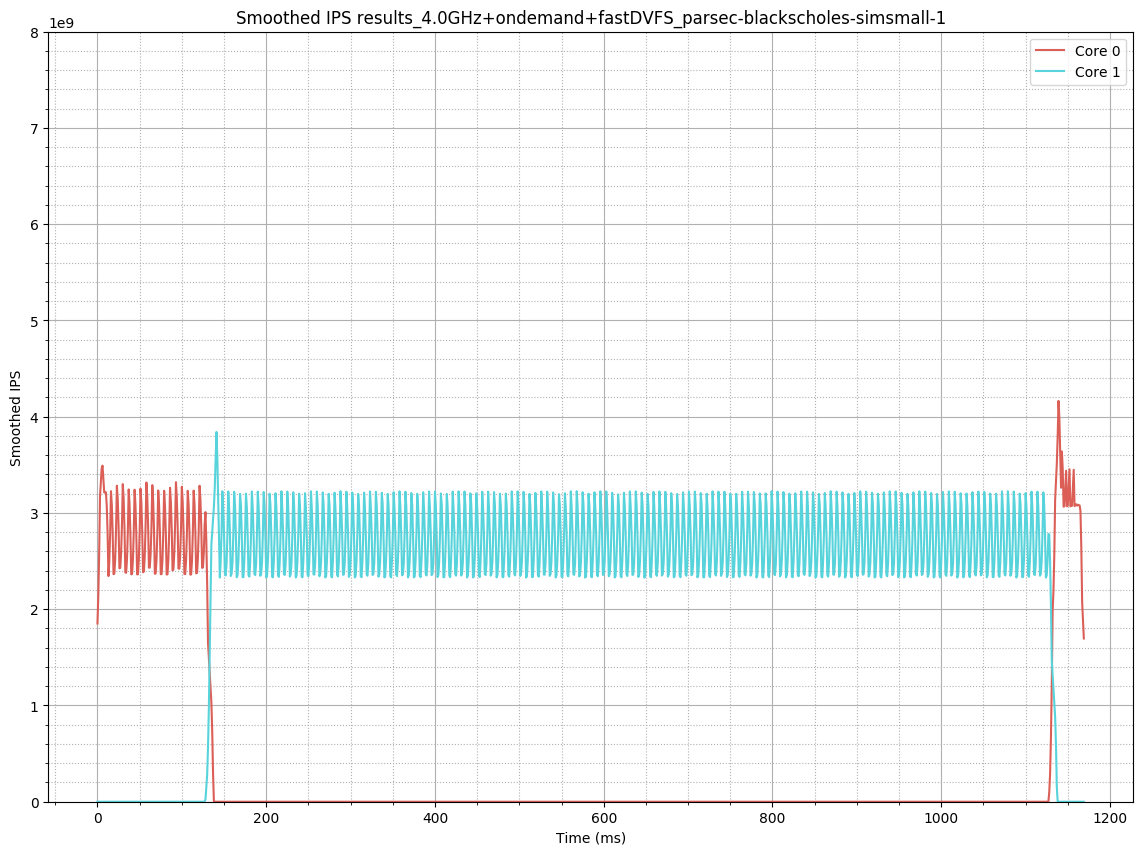 Smoothed IPS results_4.0GHz+ondemand+fastDVFS_parsec-blackscholes-simsmall-1
1e9
8
7
6
5
4
3
2
1
0
Smoothed IPS
Core 0
Core 1
0 200 400 600 800 1000 1200
Time (ms)